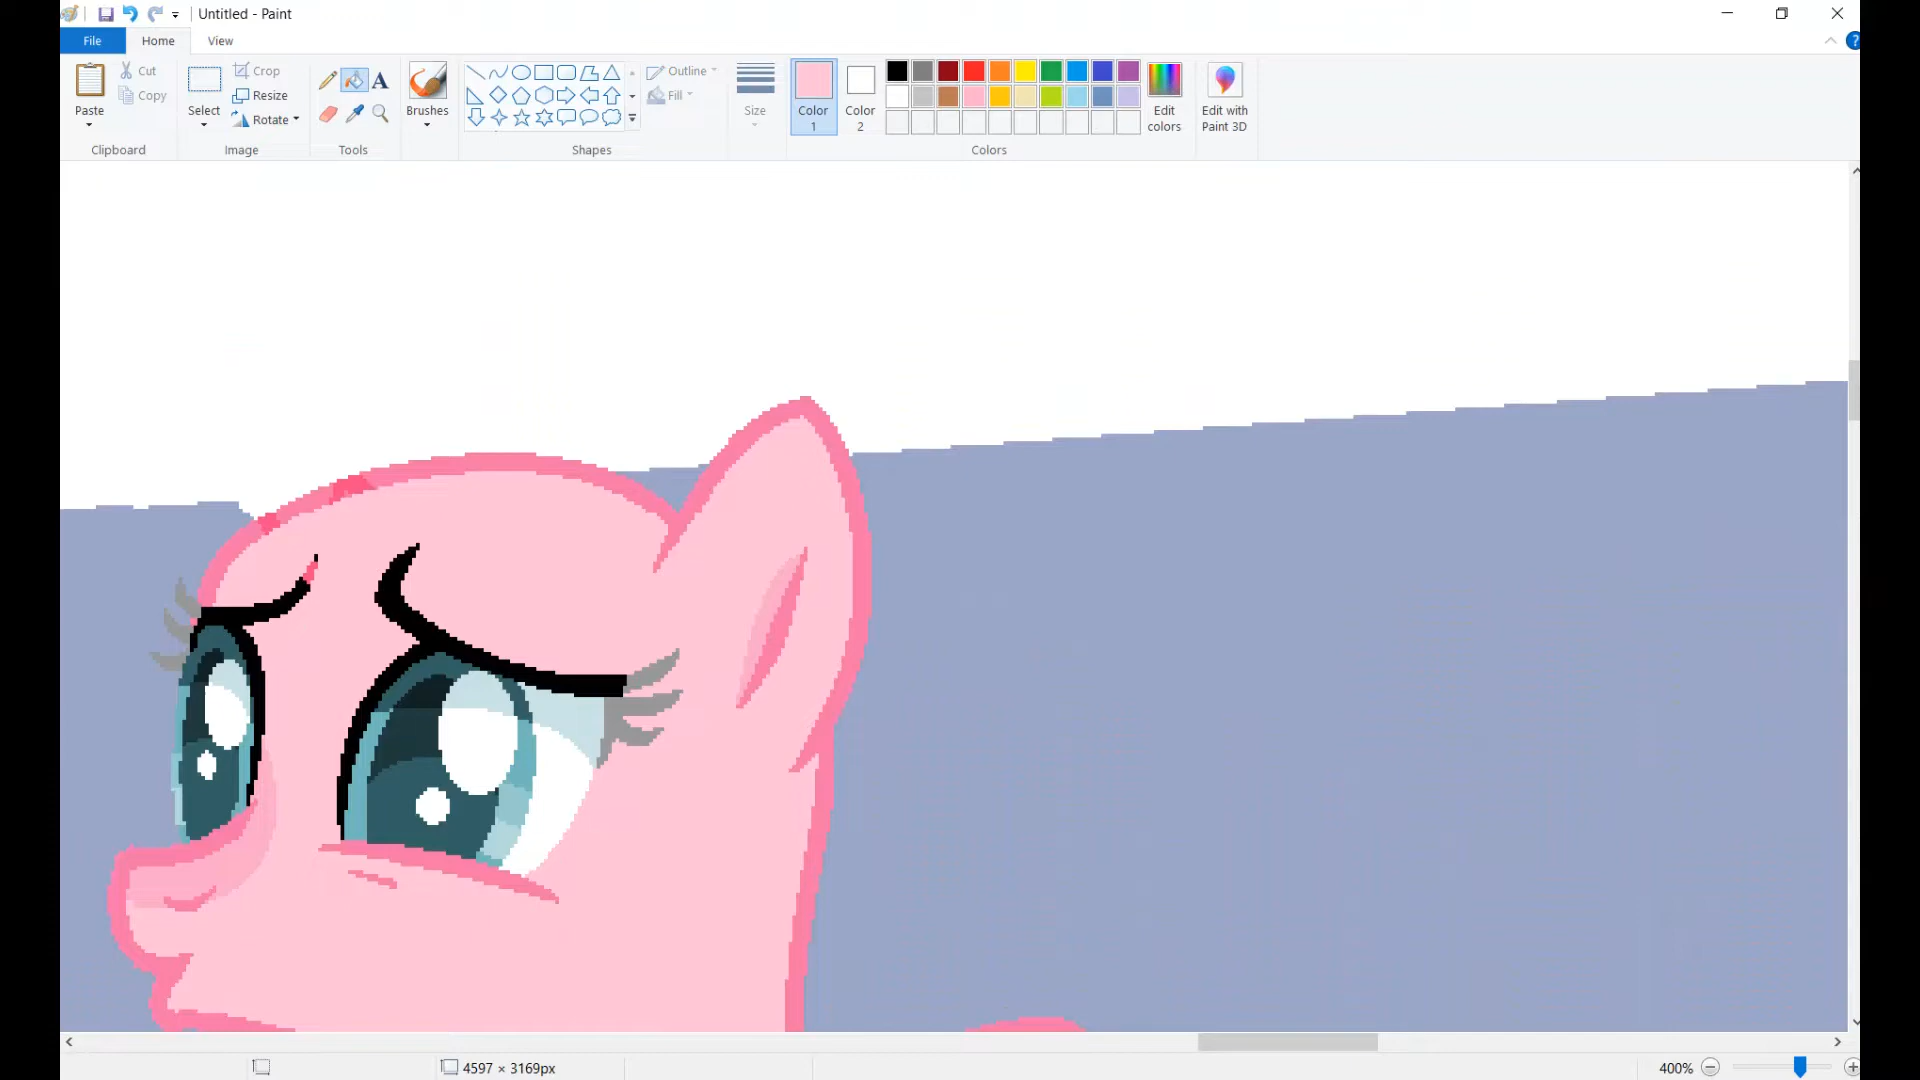 Untitled - Paint
File Home View
Paste
Cut
Copy
Clipboard
Select
Crop
Resize
Rotate
Image
A
Tools
Brushes
Shapes
Outline
Fill
Size
Color 1
Color 2
Colors
Edit colors
Edit with Paint 3D
?
4597 × 3169px
400%